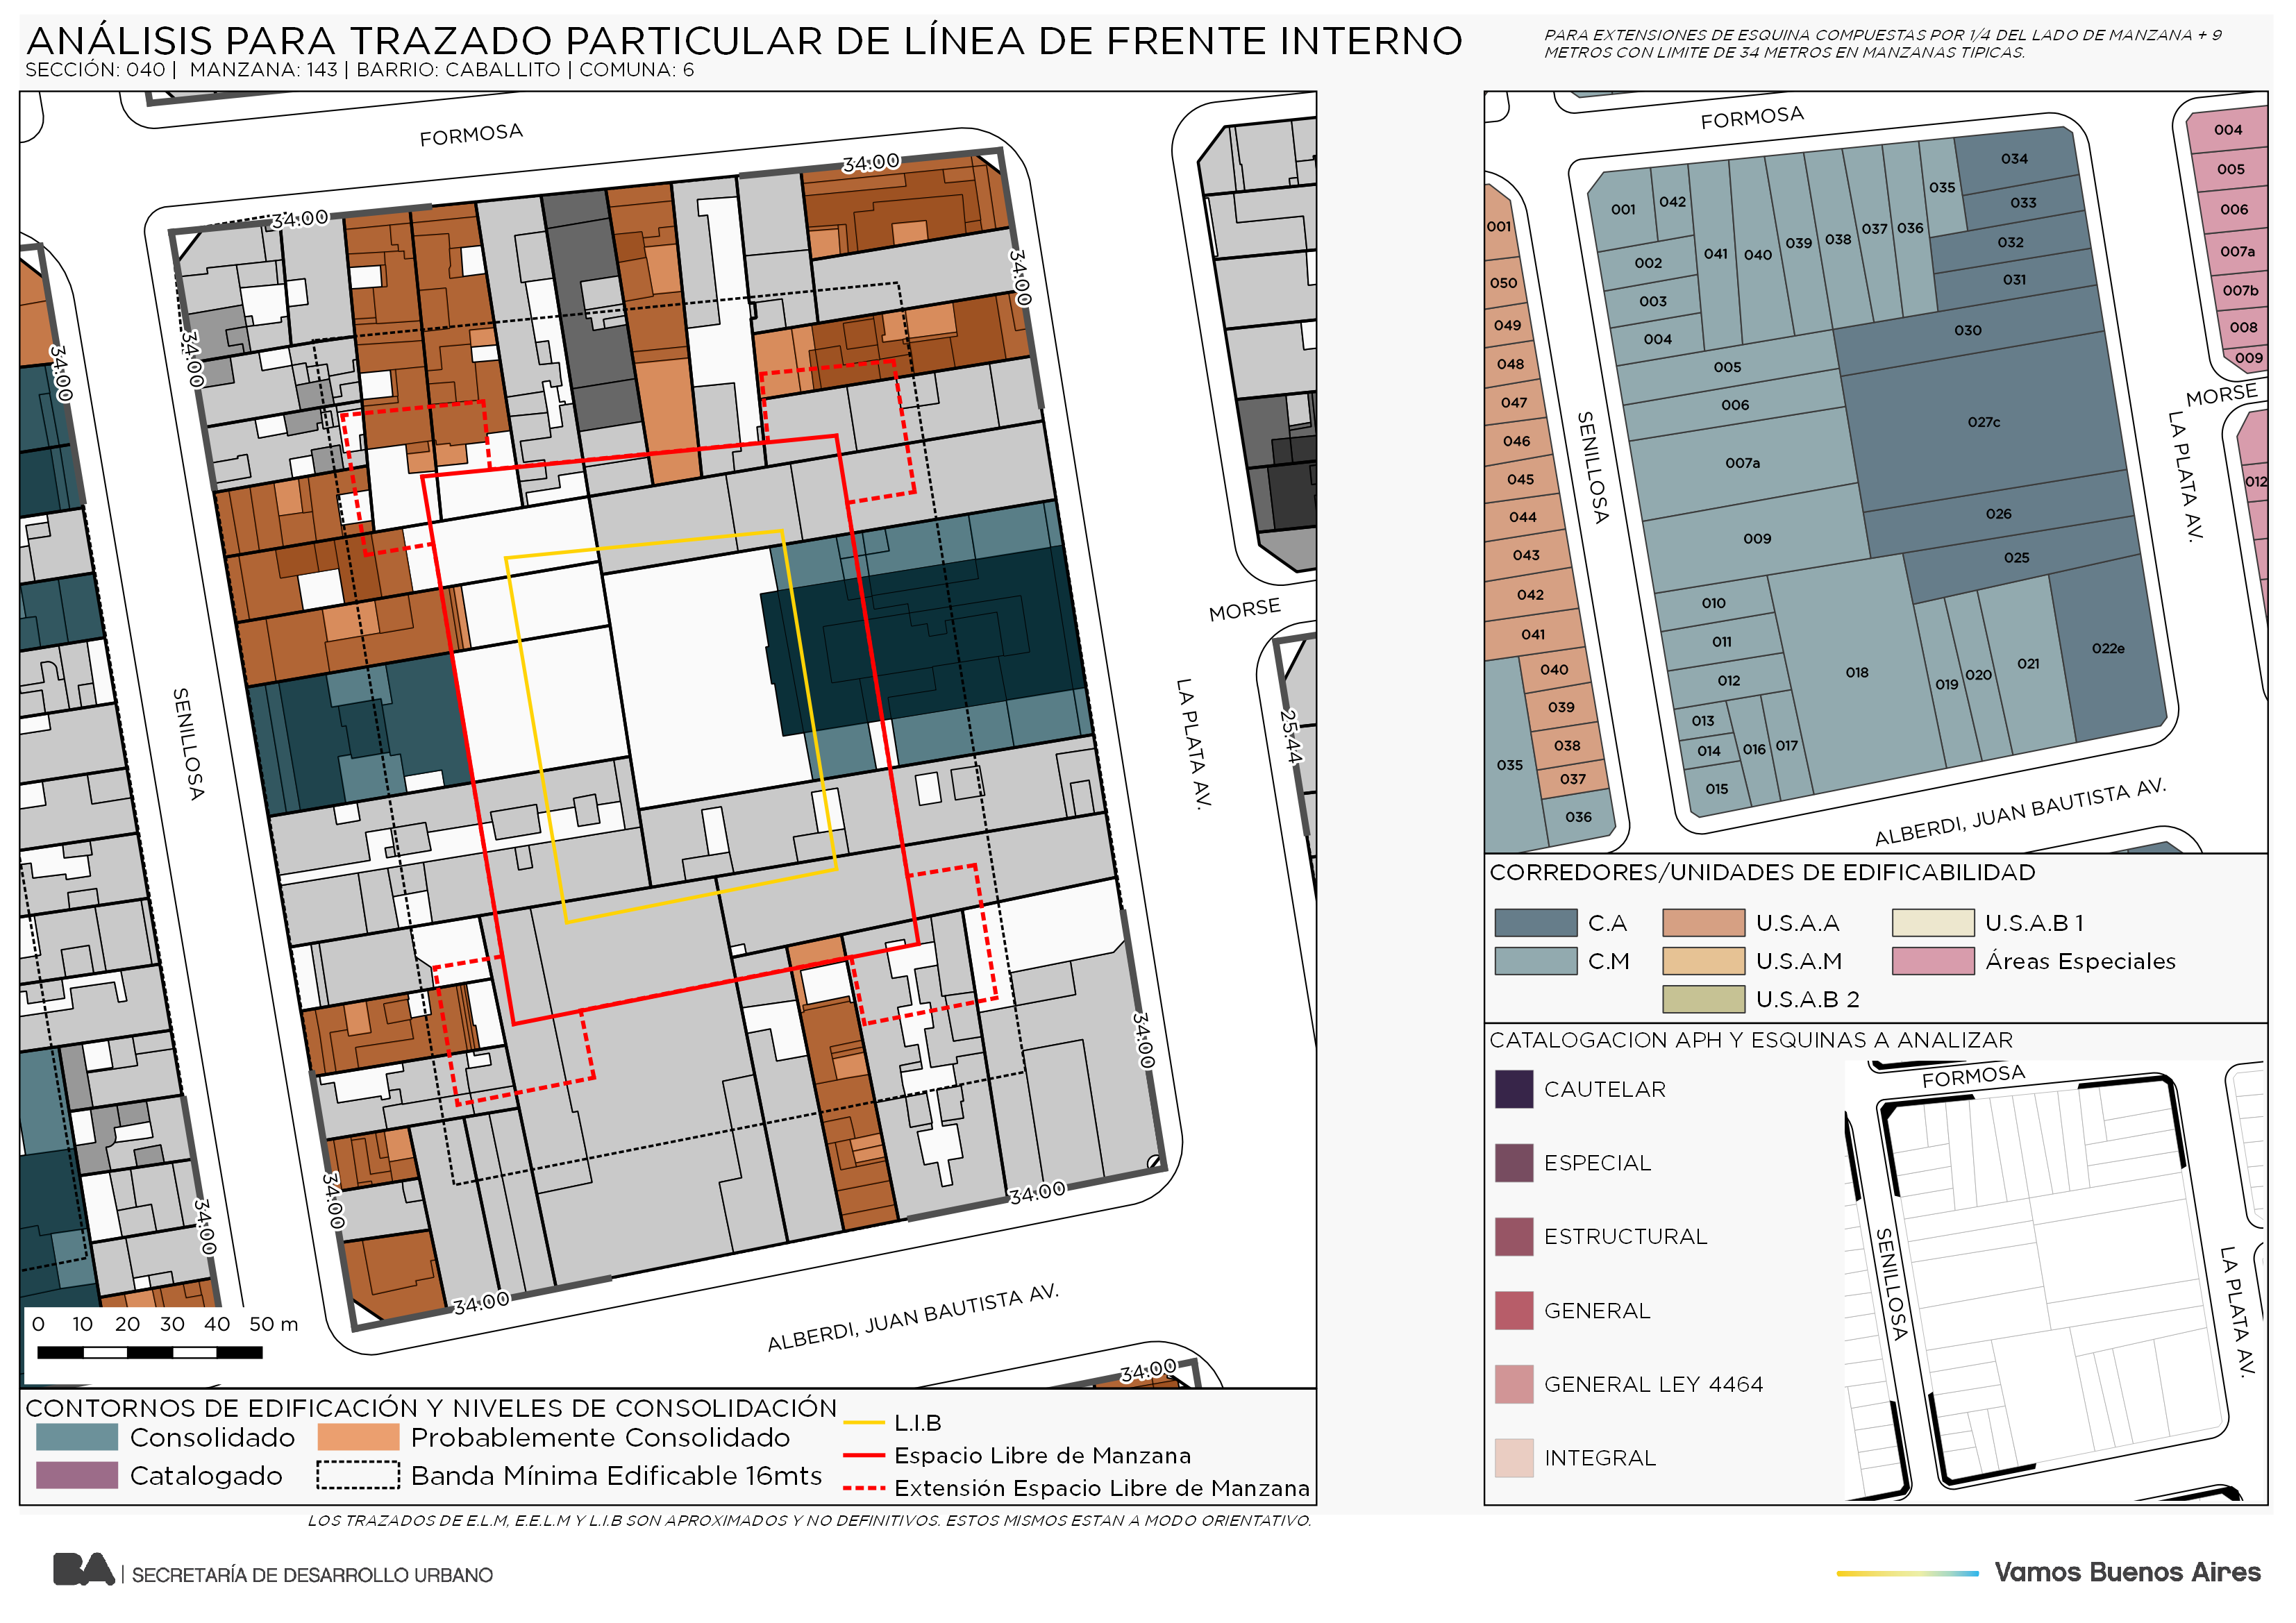 ANÁLISIS PARA TRAZADO PARTICULAR DE LÍNEA DE FRENTE INTERNO
SECCIÓN: 040 | MANZANA: 143 | BARRIO: CABALLITO | COMUNA: 6
PARA EXTENSIONES DE ESQUINA COMPUESTAS POR 1/4 DEL LADO DE MANZANA + 9
METROS CON LIMITE DE 34 METROS EN MANZANAS TIPICAS.
FORMOSA
34.00
34.00
34.00
34.00
34.00
SENILLOSA
MORSE
LA PLATA AV.
25.44
34.00
34.00
34.00
34.00
34.00
ALBERDI, JUAN BAUTISTA AV.
34.00
0 10 20 30 40 50 m
CONTORNOS DE EDIFICACIÓN Y NIVELES DE CONSOLIDACIÓN
Consolidado
Probablemente Consolidado
Catalogado
Banda Mínima Edificable 16mts
L.I.B
Espacio Libre de Manzana
Extensión Espacio Libre de Manzana
FORMOSA
004
005
006
007a
007b
008
009
MORSE
012
034
033
032
031
030
035
036
037
038
039
040
041
042
001
002
003
004
005
006
007a
009
027c
026
025
010
011
012
013
014
015
016
017
018
019
020
021
022e
001
050
049
048
047
046
045
044
043
042
041
040
039
038
037
036
035
SENILLOSA
LA PLATA AV.
ALBERDI, JUAN BAUTISTA AV.
CORREDORES/UNIDADES DE EDIFICABILIDAD
C.A
U.S.A.A
U.S.A.B 1
C.M
U.S.A.M
Áreas Especiales
U.S.A.B 2
CATALOGACION APH Y ESQUINAS A ANALIZAR
CAUTELAR
ESPECIAL
ESTRUCTURAL
GENERAL
GENERAL LEY 4464
INTEGRAL
FORMOSA
SENILLOSA
LA PLATA AV.
LOS TRAZADOS DE E.L.M, E.E.L.M Y L.I.B SON APROXIMADOS Y NO DEFINITIVOS. ESTOS MISMOS ESTAN A MODO ORIENTATIVO.
BA | SECRETARÍA DE DESARROLLO URBANO
Vamos Buenos Aires